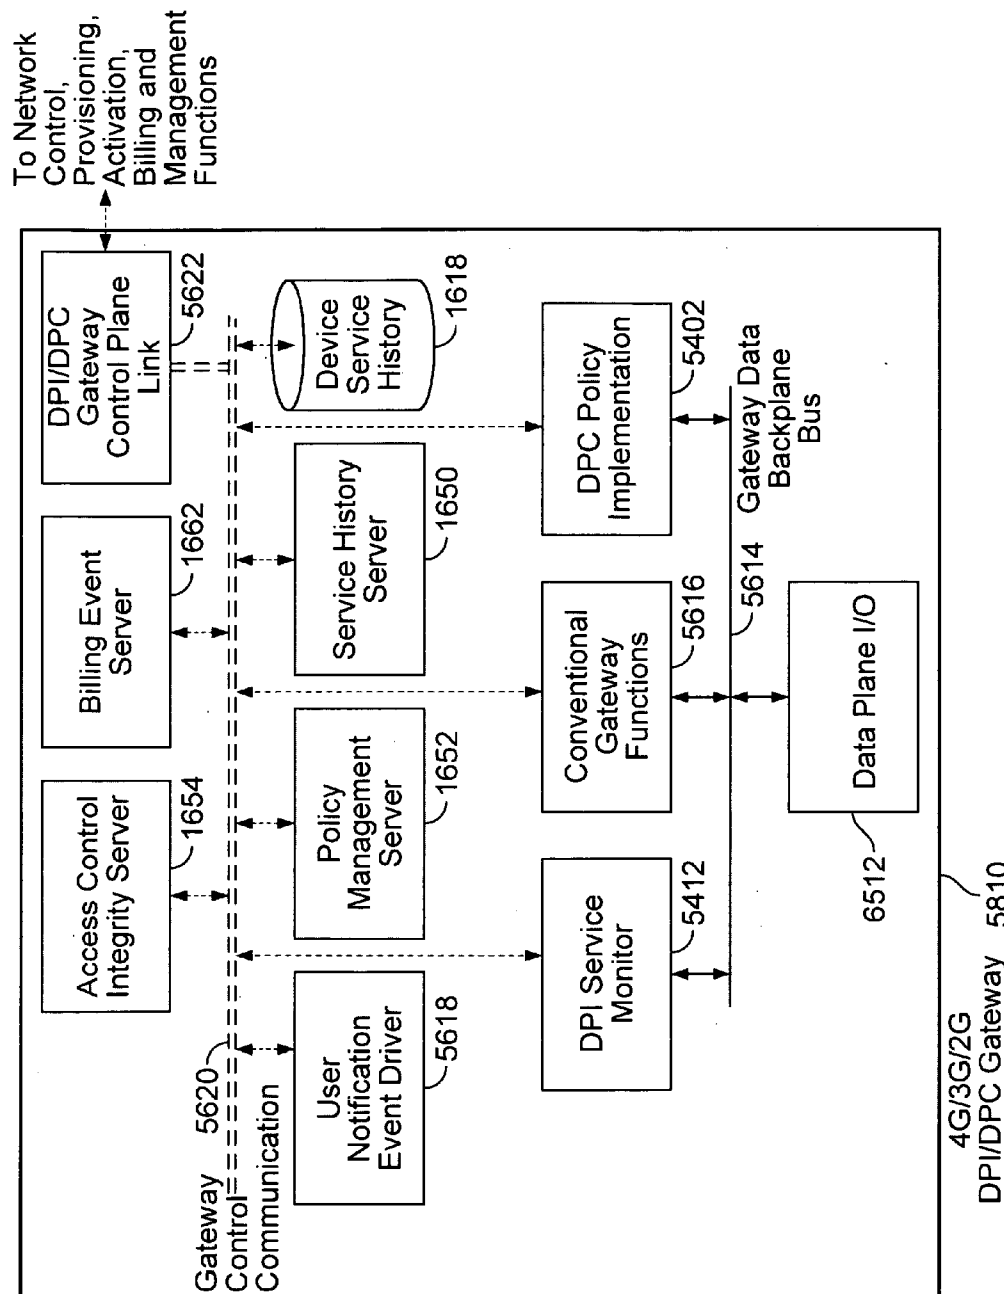 To Network
Control,
Provisioning,
Activation,
Billing and
Management
Functions
Access Control
Integrity Server
1654
Billing Event
Server
1662
DPI/DPC
Gateway
Control Plane
Link
5622
Gateway
Control
Communication
5620
User
Notification
Event Driver
5618
Policy
Management
Server
1652
Service History
Server
1650
Device
Service
History
1618
DPI Service
Monitor
5412
Conventional
Gateway
Functions
5616
DPC Policy
Implementation
5402
5614
Gateway Data
Backplane
Bus
Data Plane I/O
6512
4G/3G/2G
DPI/DPC Gateway
5810